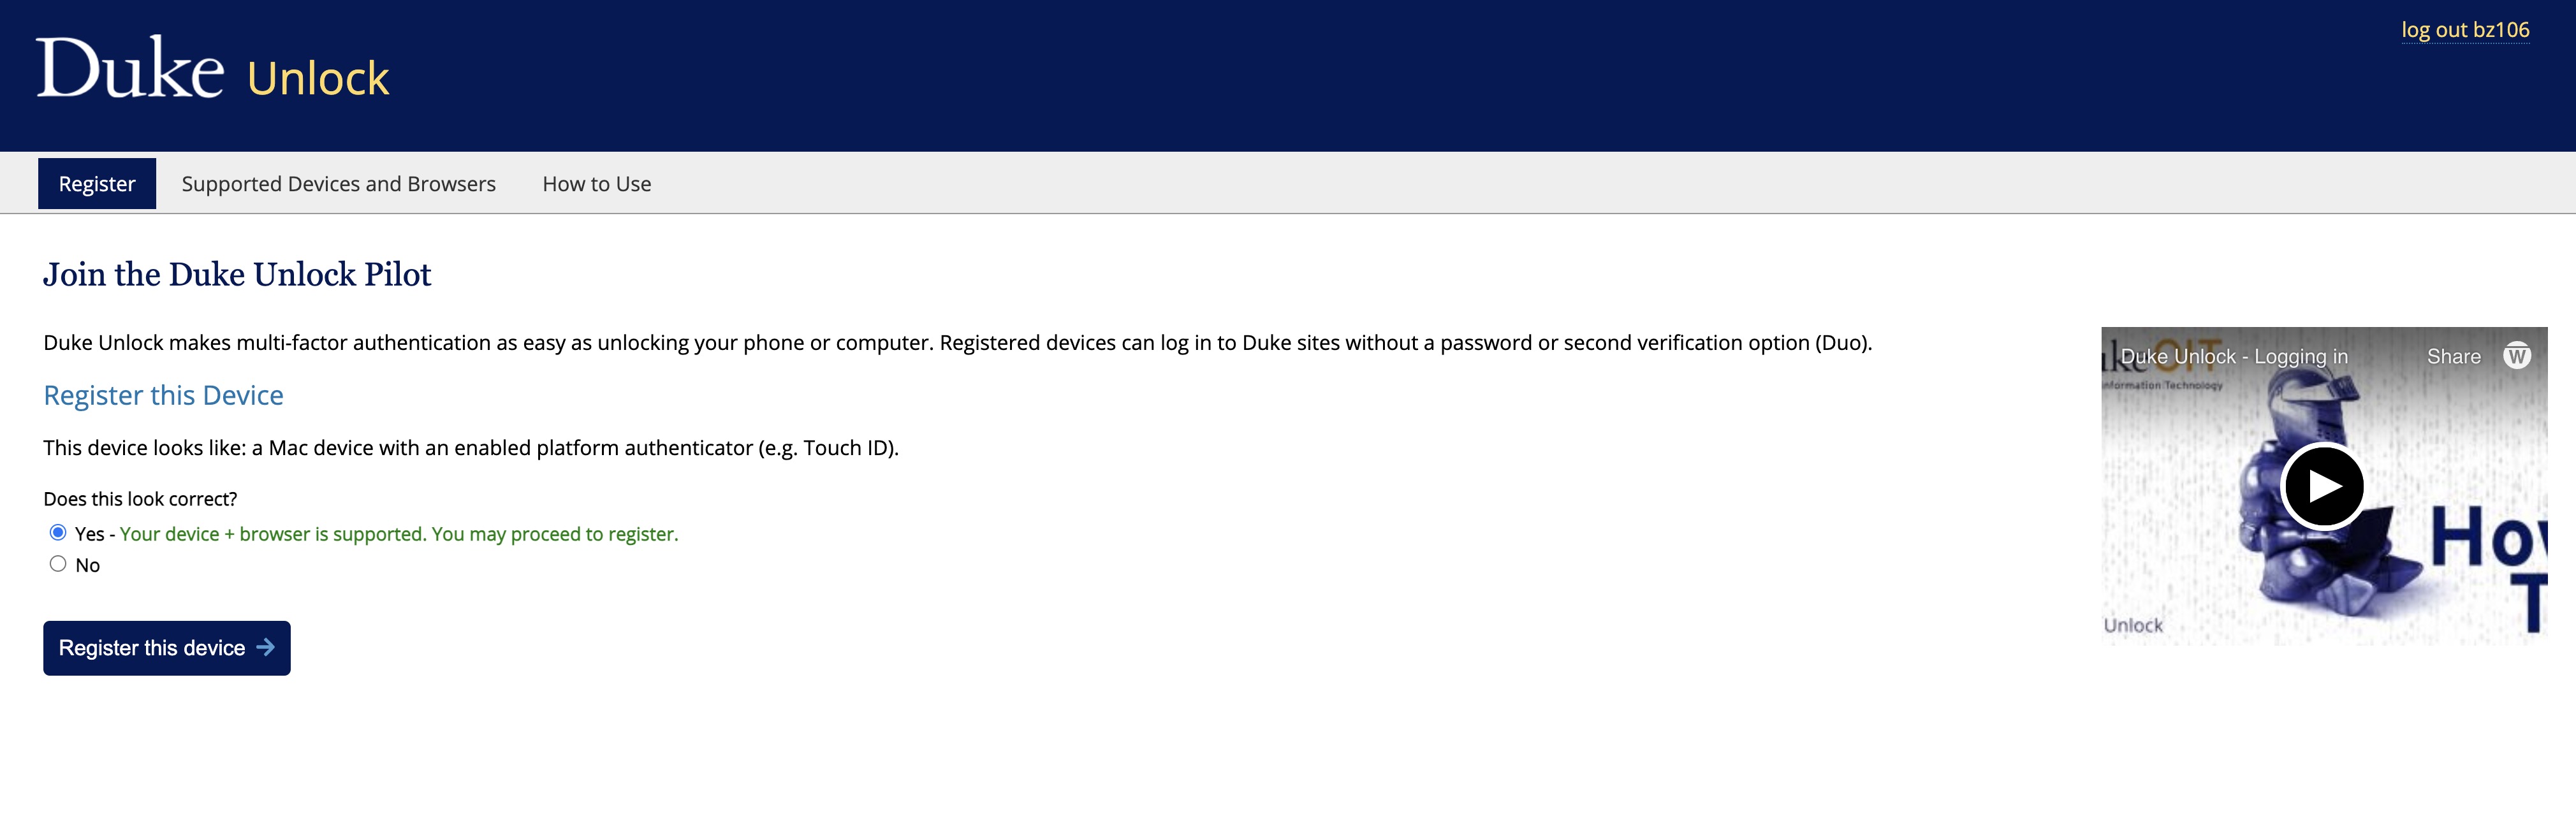 log out bz106
Duke Unlock
Register Supported Devices and Browsers How to Use
Join the Duke Unlock Pilot
Duke Unlock makes multi-factor authentication as easy as unlocking your phone or computer. Registered devices can log in to Duke sites without a password or second verification option (Duo).
Register this Device
This device looks like: a Mac device with an enabled platform authenticator (e.g. Touch ID).
Does this look correct?
Yes - Your device + browser is supported. You may proceed to register.
No
Register this device →
Duke Unlock - Logging in Share W
OIT
Information Technology
Unlock